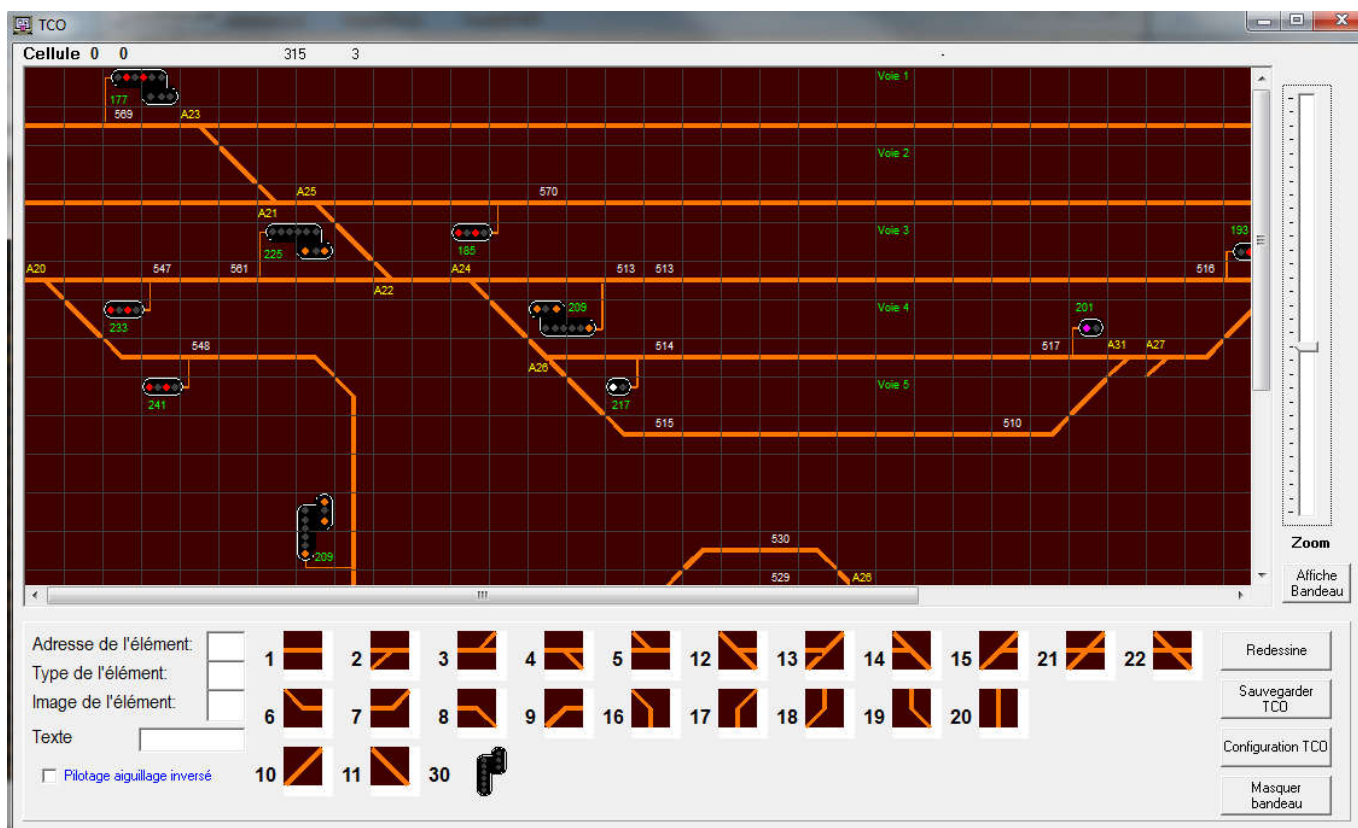 TCO
Cellule 0 0 315 3
Voie 1
177
569 A23
Voie 2
A25 570
A21
Voie 3 193
225 185
A20 547 561 A24 513 513 516
A22
209 Voie 4 201
233
548 514 517 A31 A27
A26
Voie 5
241 217
515 510
530
209
529 A26
Zoom
Affiche
Bandeau
Adresse de l'élément:
Type de l'élément:
Image de l'élément:
Texte
Pilotage aiguillage inversé
1 2 3 4 5 12 13 14 15 21 22
6 7 8 9 16 17 18 19 20
10 11 30
Redessine
Sauvegarder
TCO
Configuration TCO
Masquer
bandeau